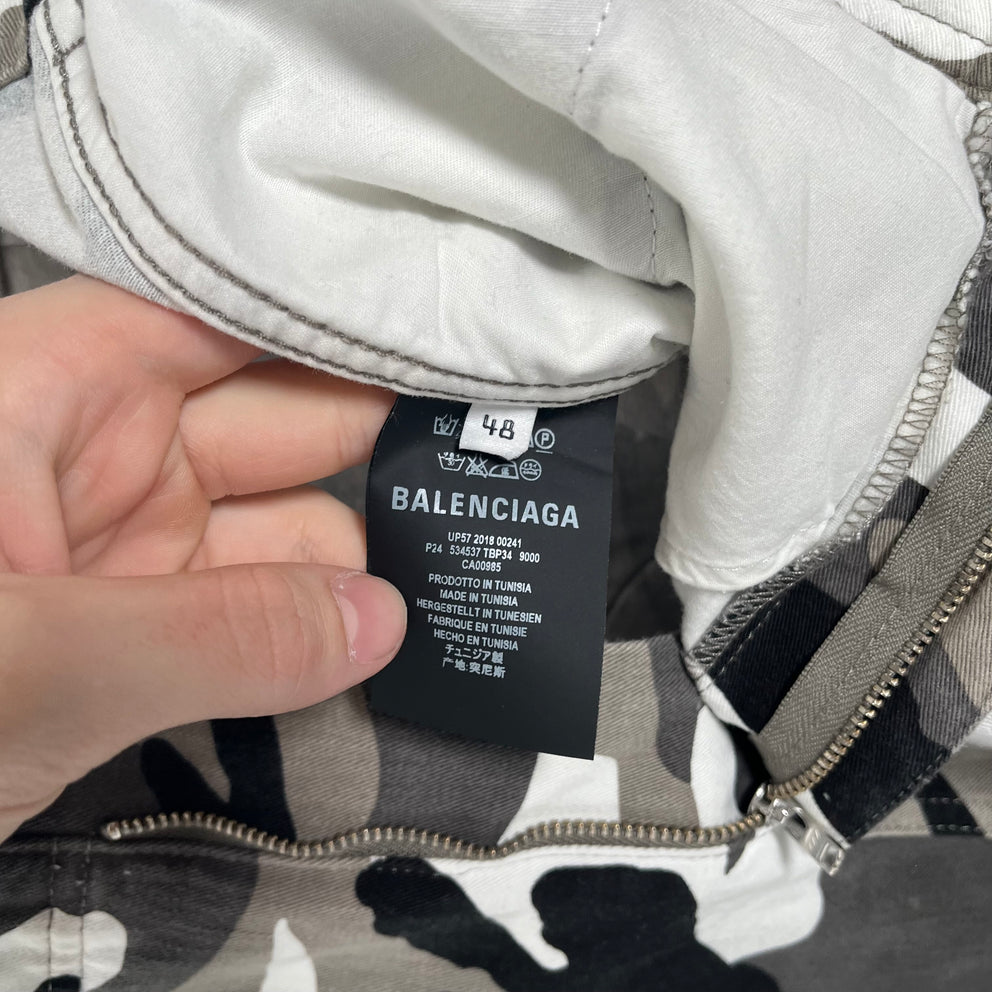 48
P
BALENCIAGA
UP57 2018 00241
P24 534537 TBP34 9000
CA00985
PRODOTTO IN TUNISIA
MADE IN TUNISIA
HERGESTELLT IN TUNESIEN
FABRIQUE EN TUNISIE
HECHO EN TUNISIA
チュニジア製
产地:突尼斯